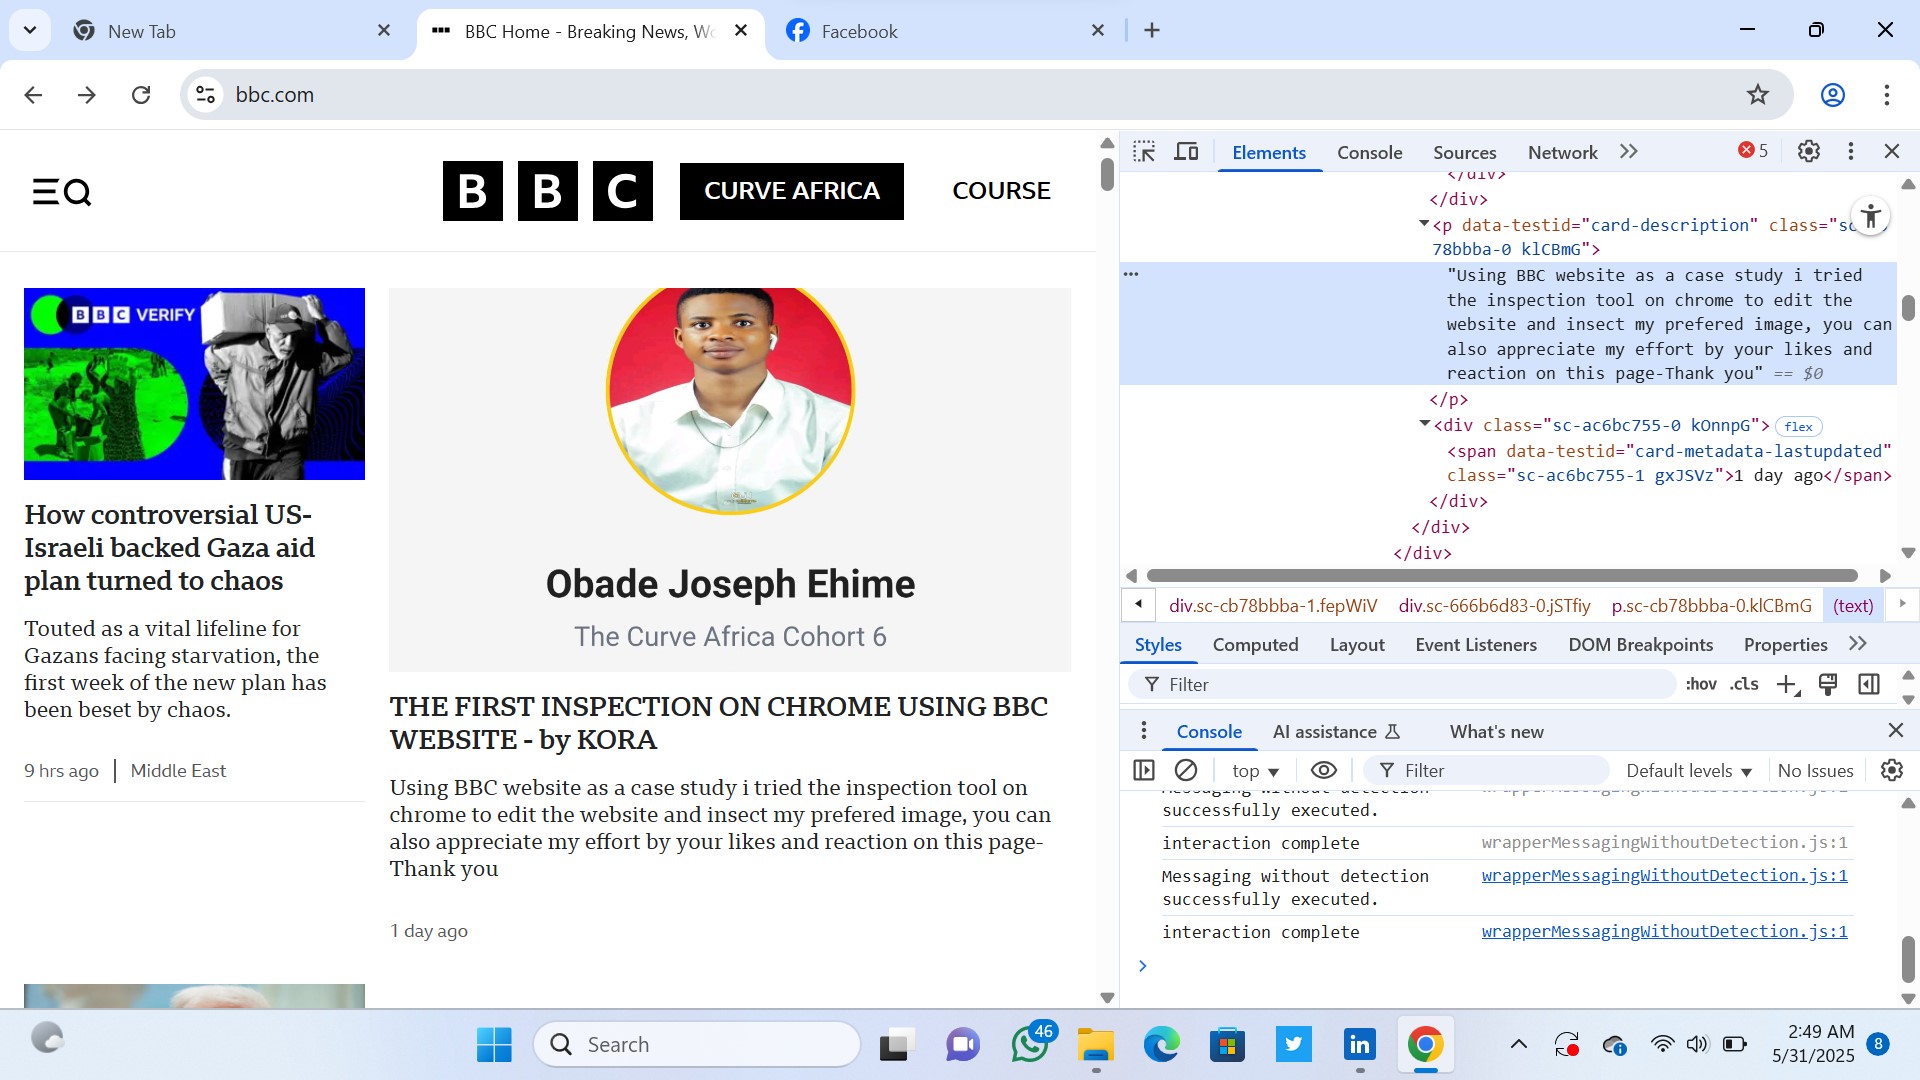 New Tab
BBC Home - Breaking News, Wo
Facebook
bbc.com
BBC
CURVE AFRICA
COURSE
BBC VERIFY
How controversial US-
Israeli backed Gaza aid
plan turned to chaos
Touted as a vital lifeline for
Gazans facing starvation, the
first week of the new plan has
been beset by chaos.
9 hrs ago | Middle East
Obade Joseph Ehime
The Curve Africa Cohort 6
THE FIRST INSPECTION ON CHROME USING BBC
WEBSITE - by KORA
Using BBC website as a case study i tried the inspection tool on
chrome to edit the website and insect my prefered image, you can
also appreciate my effort by your likes and reaction on this page-
Thank you
1 day ago
Elements Console Sources Network 5
</div>
</div>
<p data-testid="card-description" class="sc
78bbba-0 klCBmG">
"Using BBC website as a case study i tried
the inspection tool on chrome to edit the
website and insect my prefered image, you can
also appreciate my effort by your likes and
reaction on this page-Thank you" == $0
</p>
<div class="sc-ac6bc755-0 kOnnpG"> flex
<span data-testid="card-metadata-lastupdated"
class="sc-ac6bc755-1 gxJSVz">1 day ago</span>
</div>
</div>
</div>
div.sc-cb78bbba-1.fepWiV div.sc-666b6d83-0.jSTfiy p.sc-cb78bbba-0.klCBmG (text)
Styles Computed Layout Event Listeners DOM Breakpoints Properties
Filter :hov .cls
Console AI assistance What's new
top Filter Default levels No Issues
Messaging without detection wrapperMessagingWithoutDetection.js:1
successfully executed.
interaction complete wrapperMessagingWithoutDetection.js:1
Messaging without detection wrapperMessagingWithoutDetection.js:1
successfully executed.
interaction complete wrapperMessagingWithoutDetection.js:1
Search
46
in
2:49 AM
5/31/2025
8